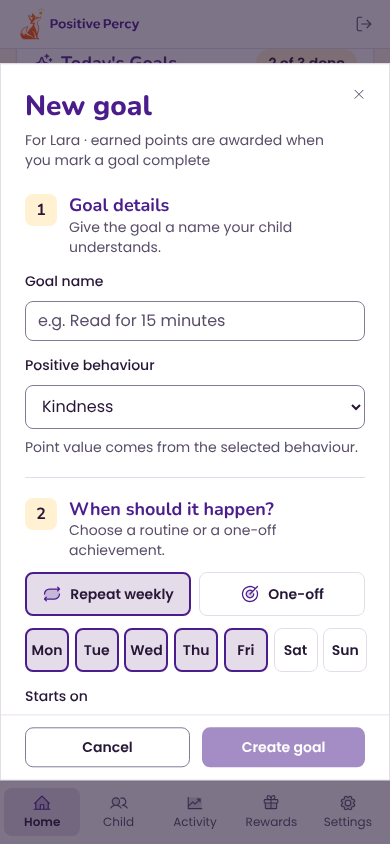 Positive Percy
Today's Goals
2 of 3 done
New goal
For Lara · earned points are awarded when
you mark a goal complete
1
Goal details
Give the goal a name your child
understands.
Goal name
e.g. Read for 15 minutes
Positive behaviour
Kindness
Point value comes from the selected behaviour.
2
When should it happen?
Choose a routine or a one-off
achievement.
Repeat weekly
One-off
Mon Tue Wed Thu Fri Sat Sun
Starts on
Cancel
Create goal
Home Child Activity Rewards Settings